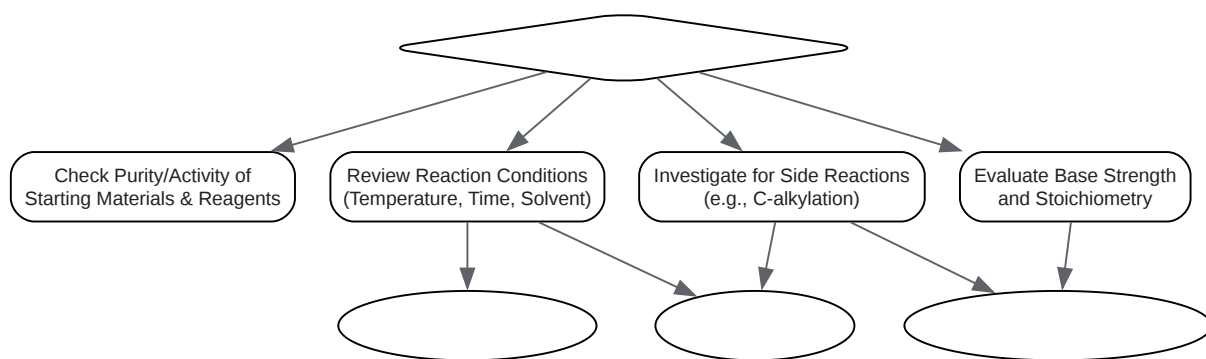 Check Purity/Activity of
Starting Materials & Reagents
Review Reaction Conditions
(Temperature, Time, Solvent)
Investigate for Side Reactions
(e.g., C-alkylation)
Evaluate Base Strength
and Stoichiometry